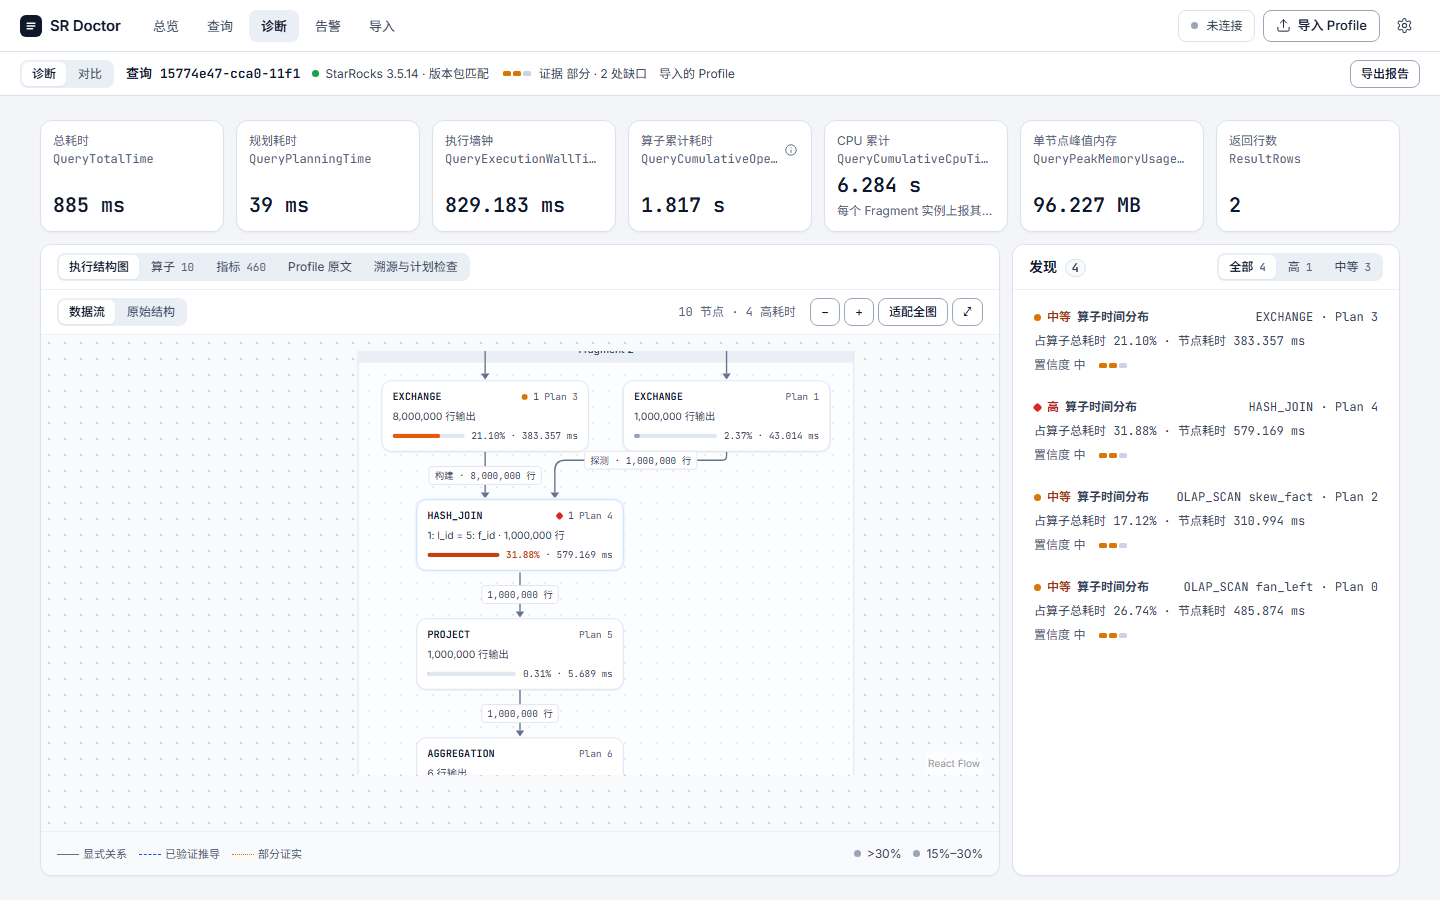 SR Doctor
总览
查询
诊断
告警
导入
未连接
导入 Profile
诊断
对比
查询 15774e47-cca0-11f1
StarRocks 3.5.14 · 版本包匹配
证据 部分 · 2 处缺口
导入的 Profile
导出报告
总耗时
QueryTotalTime
885 ms
规划耗时
QueryPlanningTime
39 ms
执行墙钟
QueryExecutionWallTi…
829.183 ms
算子累计耗时
QueryCumulativeOpe…
1.817 s
CPU 累计
QueryCumulativeCpuTi…
6.284 s
每个 Fragment 实例上报其…
单节点峰值内存
QueryPeakMemoryUsage…
96.227 MB
返回行数
ResultRows
2
执行结构图
算子 10
指标 460
Profile 原文
溯源与计划检查
数据流
原始结构
10 节点 · 4 高耗时
−
+
适配全图
Fragment 2
EXCHANGE
1 Plan 3
8,000,000 行输出
21.10% · 383.357 ms
EXCHANGE
Plan 1
1,000,000 行输出
2.37% · 43.014 ms
构建 · 8,000,000 行
探测 · 1,000,000 行
HASH_JOIN
1 Plan 4
1: l_id = 5: f_id · 1,000,000 行
31.88% · 579.169 ms
1,000,000 行
PROJECT
Plan 5
1,000,000 行输出
0.31% · 5.689 ms
1,000,000 行
AGGREGATION
Plan 6
6 行输出
React Flow
显式关系
已验证推导
部分证实
>30%
15%–30%
发现 4
全部 4
高 1
中等 3
中等 算子时间分布
EXCHANGE · Plan 3
占算子总耗时 21.10% · 节点耗时 383.357 ms
置信度 中
高 算子时间分布
HASH_JOIN · Plan 4
占算子总耗时 31.88% · 节点耗时 579.169 ms
置信度 中
中等 算子时间分布
OLAP_SCAN skew_fact · Plan 2
占算子总耗时 17.12% · 节点耗时 310.994 ms
置信度 中
中等 算子时间分布
OLAP_SCAN fan_left · Plan 0
占算子总耗时 26.74% · 节点耗时 485.874 ms
置信度 中